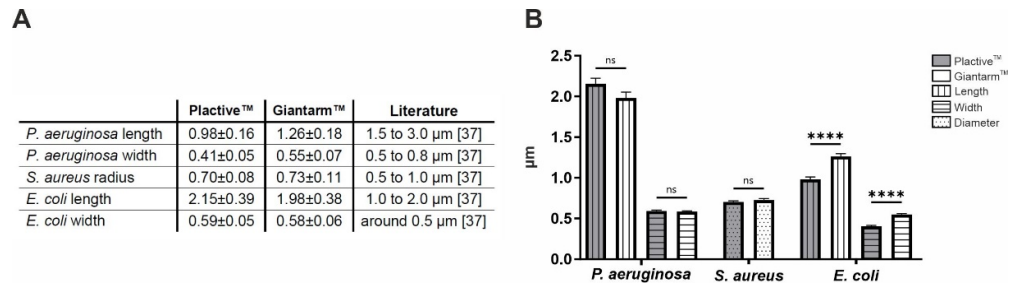 A
Plactive™ Giantarm™ Literature
P. aeruginosa length 0.98±0.16 1.26±0.18 1.5 to 3.0 µm [37]
P. aeruginosa width 0.41±0.05 0.55±0.07 0.5 to 0.8 µm [37]
S. aureus radius 0.70±0.08 0.73±0.11 0.5 to 1.0 µm [37]
E. coli length 2.15±0.39 1.98±0.38 1.0 to 2.0 µm [37]
E. coli width 0.59±0.05 0.58±0.06 around 0.5 µm [37]
B
µm
2.5
2.0
1.5
1.0
0.5
0.0
ns
ns
ns
****
****
P. aeruginosa S. aureus E. coli
Plactive™
Giantarm™
Length
Width
Diameter